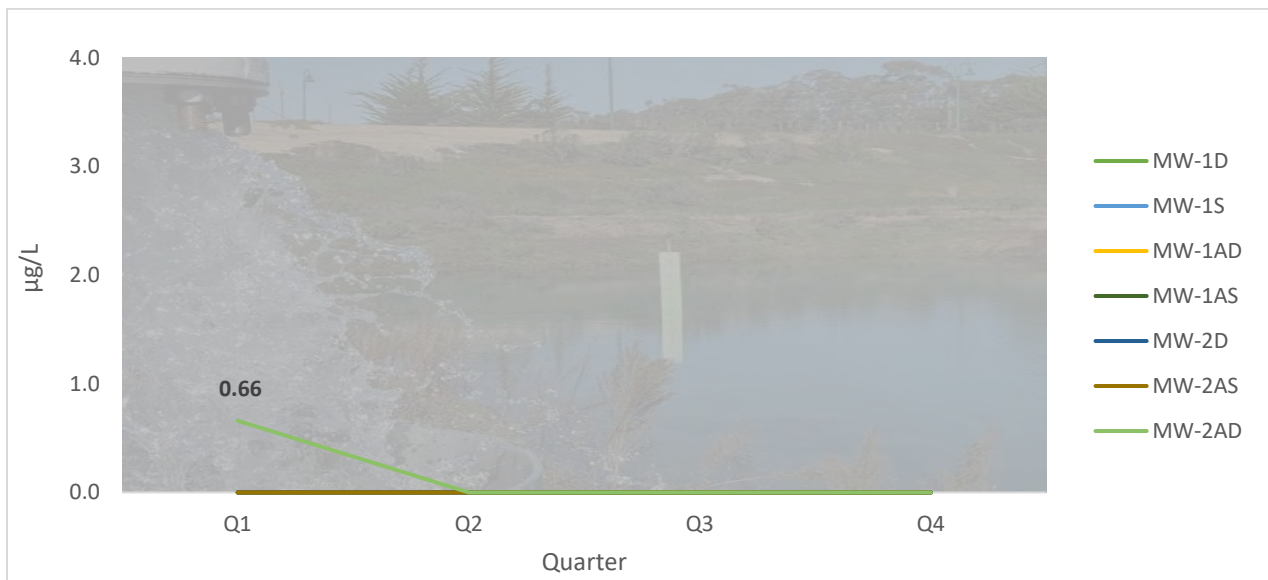 4.0
3.0
2.0
1.0
0.0
µg/L
0.66
Q1 Q2 Q3 Q4
Quarter
MW-1D
MW-1S
MW-1AD
MW-1AS
MW-2D
MW-2AS
MW-2AD